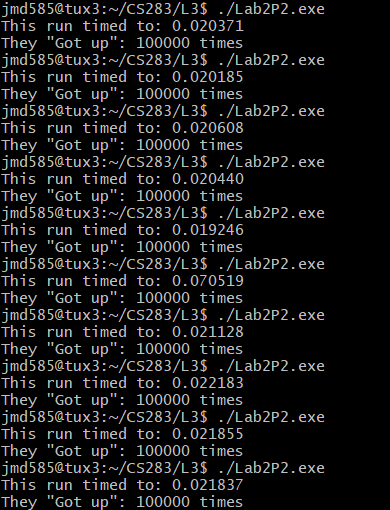 jmd585@tux3:~/CS283/L3$ ./Lab2P2.exe
This run timed to: 0.020371
They "Got up": 100000 times
jmd585@tux3:~/CS283/L3$ ./Lab2P2.exe
This run timed to: 0.020185
They "Got up": 100000 times
jmd585@tux3:~/CS283/L3$ ./Lab2P2.exe
This run timed to: 0.020608
They "Got up": 100000 times
jmd585@tux3:~/CS283/L3$ ./Lab2P2.exe
This run timed to: 0.020440
They "Got up": 100000 times
jmd585@tux3:~/CS283/L3$ ./Lab2P2.exe
This run timed to: 0.019246
They "Got up": 100000 times
jmd585@tux3:~/CS283/L3$ ./Lab2P2.exe
This run timed to: 0.070519
They "Got up": 100000 times
jmd585@tux3:~/CS283/L3$ ./Lab2P2.exe
This run timed to: 0.021128
They "Got up": 100000 times
jmd585@tux3:~/CS283/L3$ ./Lab2P2.exe
This run timed to: 0.022183
They "Got up": 100000 times
jmd585@tux3:~/CS283/L3$ ./Lab2P2.exe
This run timed to: 0.021855
They "Got up": 100000 times
jmd585@tux3:~/CS283/L3$ ./Lab2P2.exe
This run timed to: 0.021837
They "Got up": 100000 times